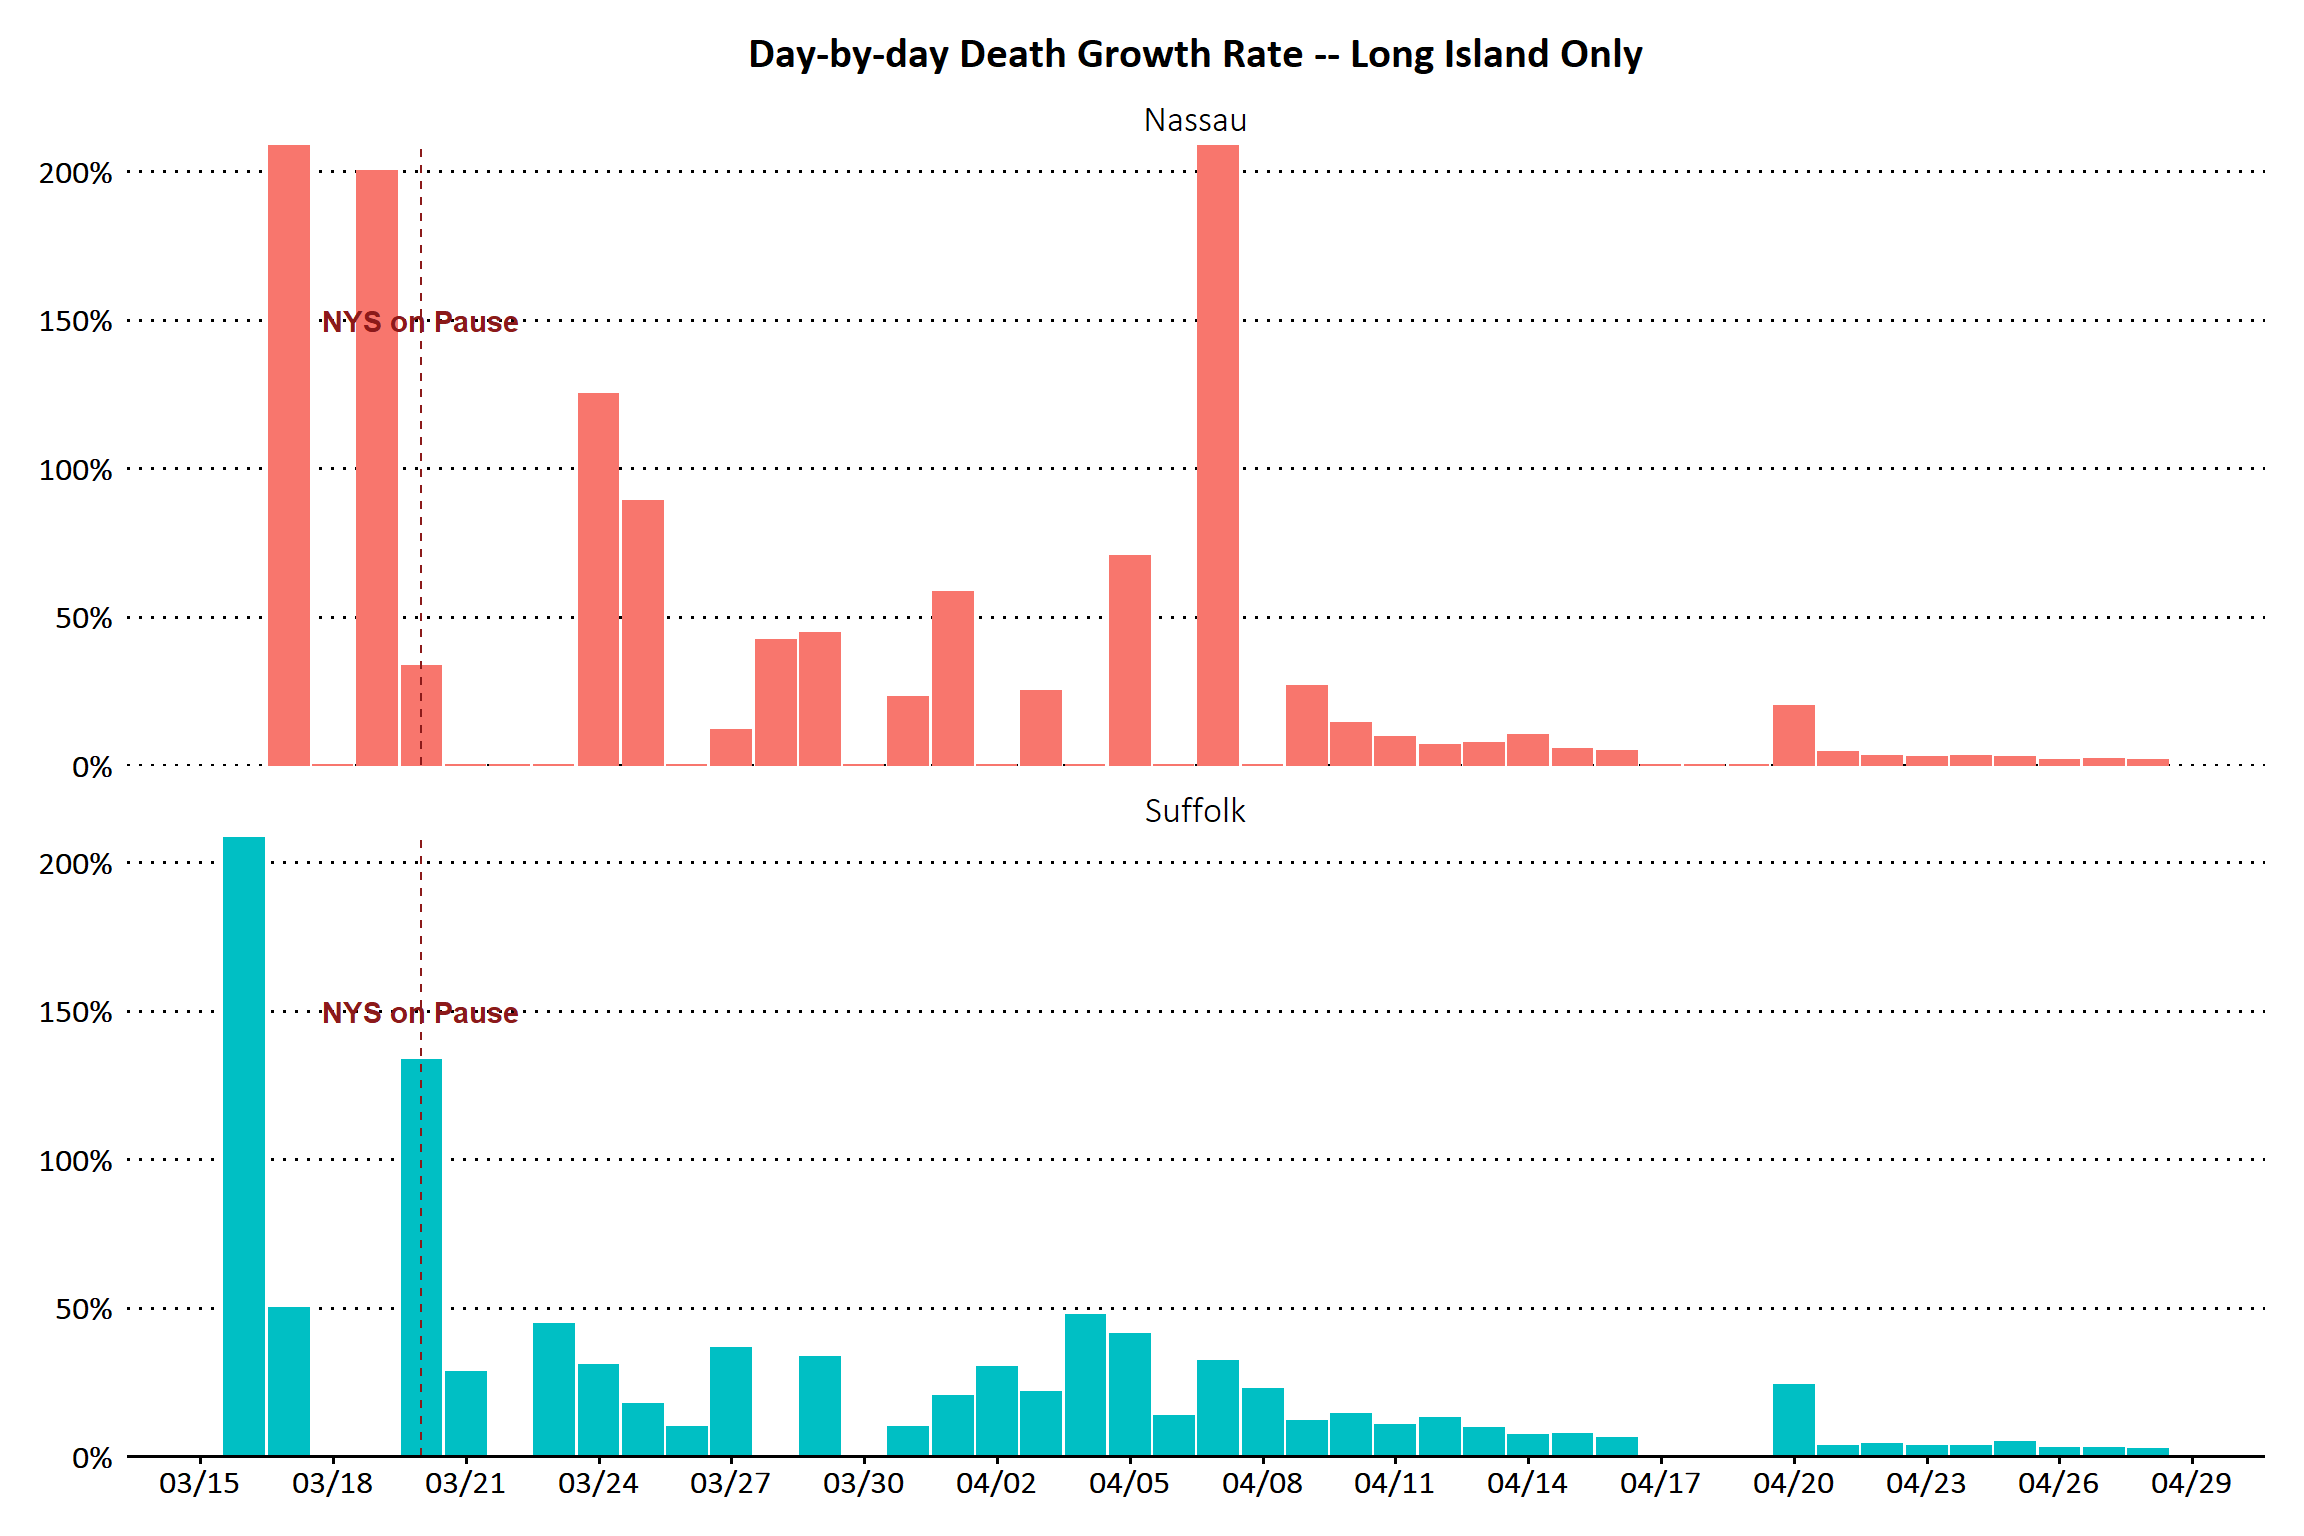 Day-by-day Death Growth Rate -- Long Island Only
Nassau
200%
150%
NYS on Pause
100%
50%
0%
Suffolk
200%
150%
NYS on Pause
100%
50%
0%
03/15 03/18 03/21 03/24 03/27 03/30 04/02 04/05 04/08 04/11 04/14 04/17 04/20 04/23 04/26 04/29